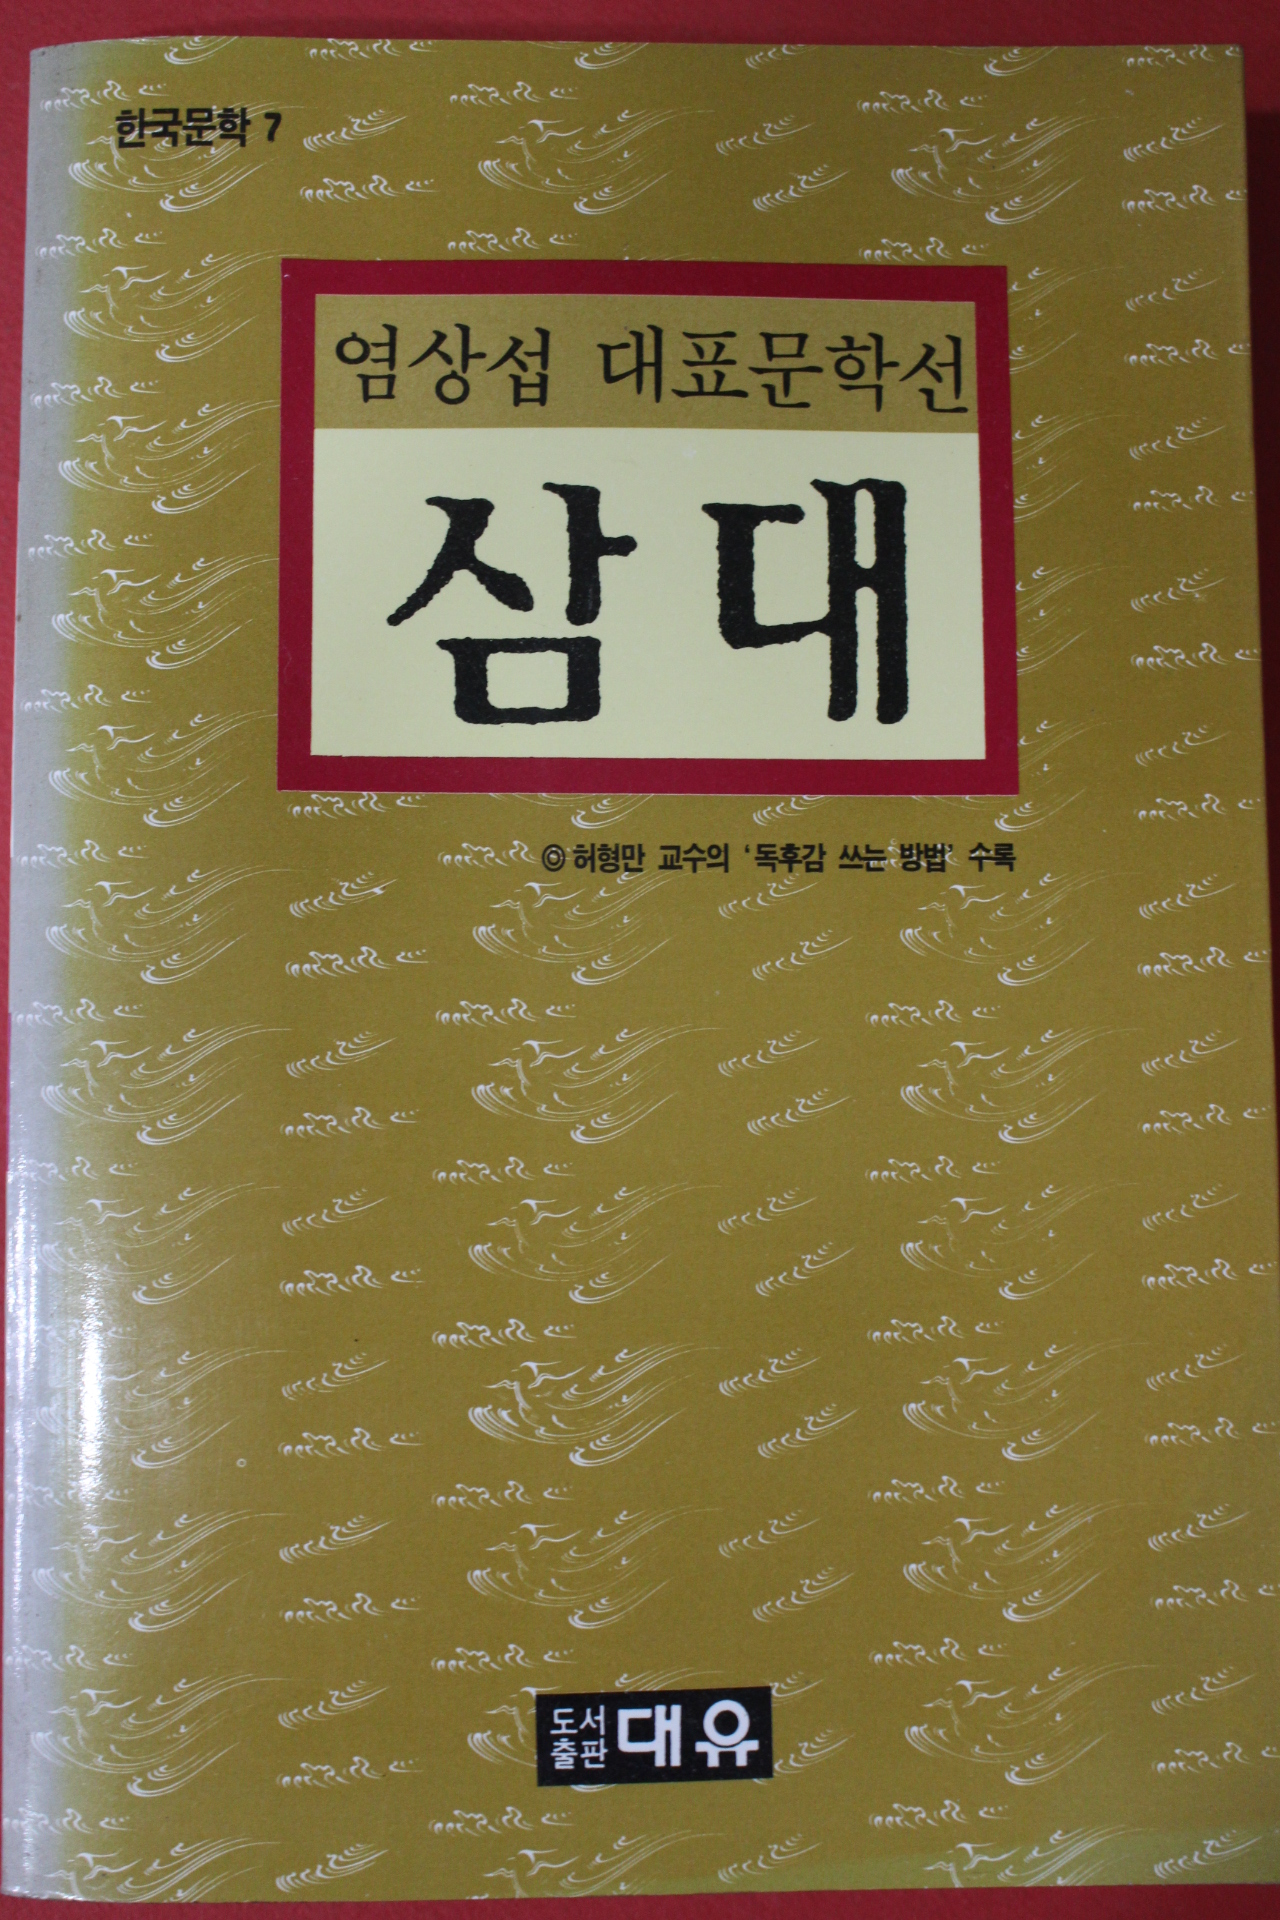 한국문학 7
염상섭 대표문학선
삼대
◎ 허형만 교수의 '독후감 쓰는 방법' 수록
도서
출판 대유